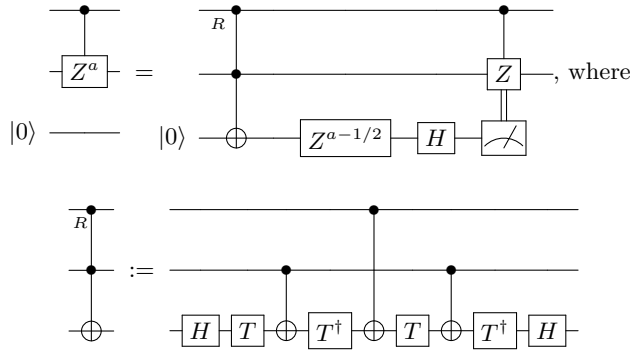 R
Z^a = Z , where
|0⟩ |0⟩ Z^{a−1/2} H
R
:=
H T T^† T T^† H